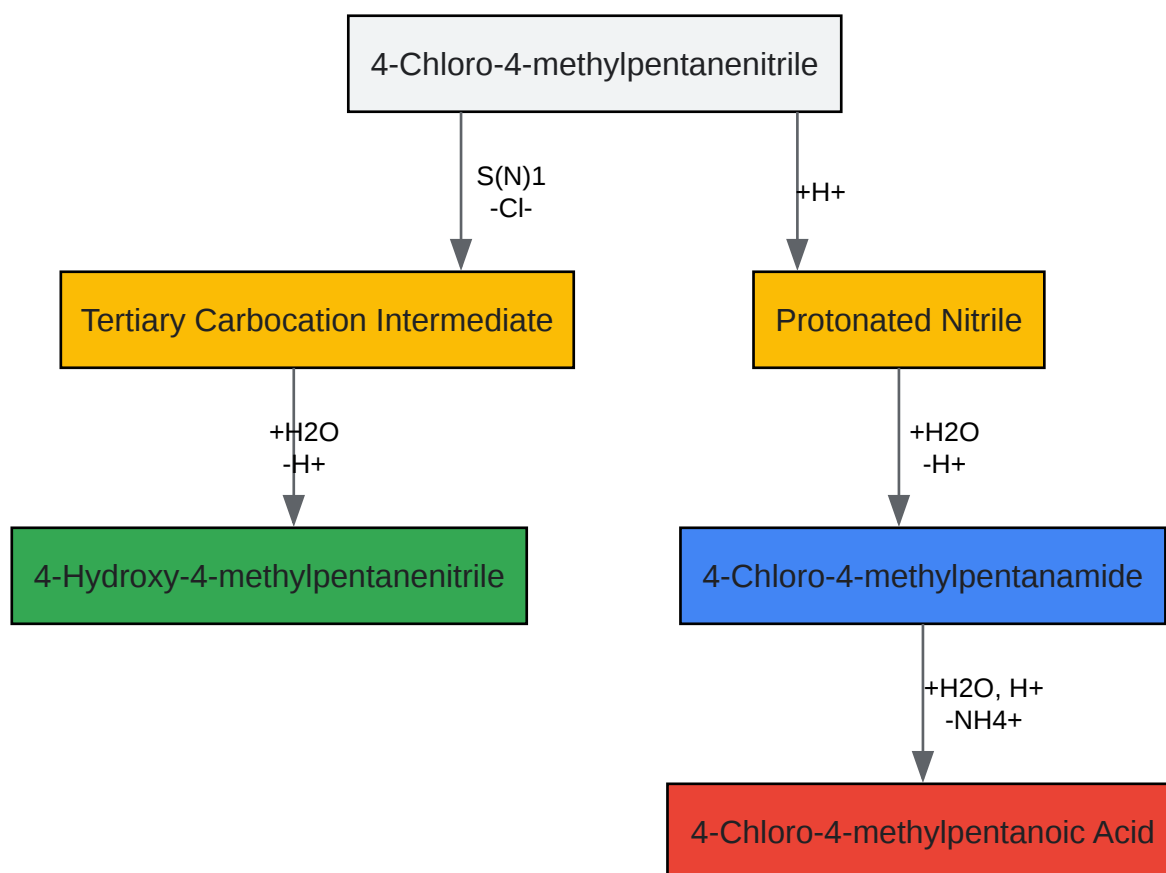 4-Chloro-4-methylpentanenitrile
S(N)1
-Cl-
+H+
Tertiary Carbocation Intermediate
Protonated Nitrile
+H2O
-H+
+H2O
-H+
4-Hydroxy-4-methylpentanenitrile
4-Chloro-4-methylpentanamide
+H2O, H+
-NH4+
4-Chloro-4-methylpentanoic Acid